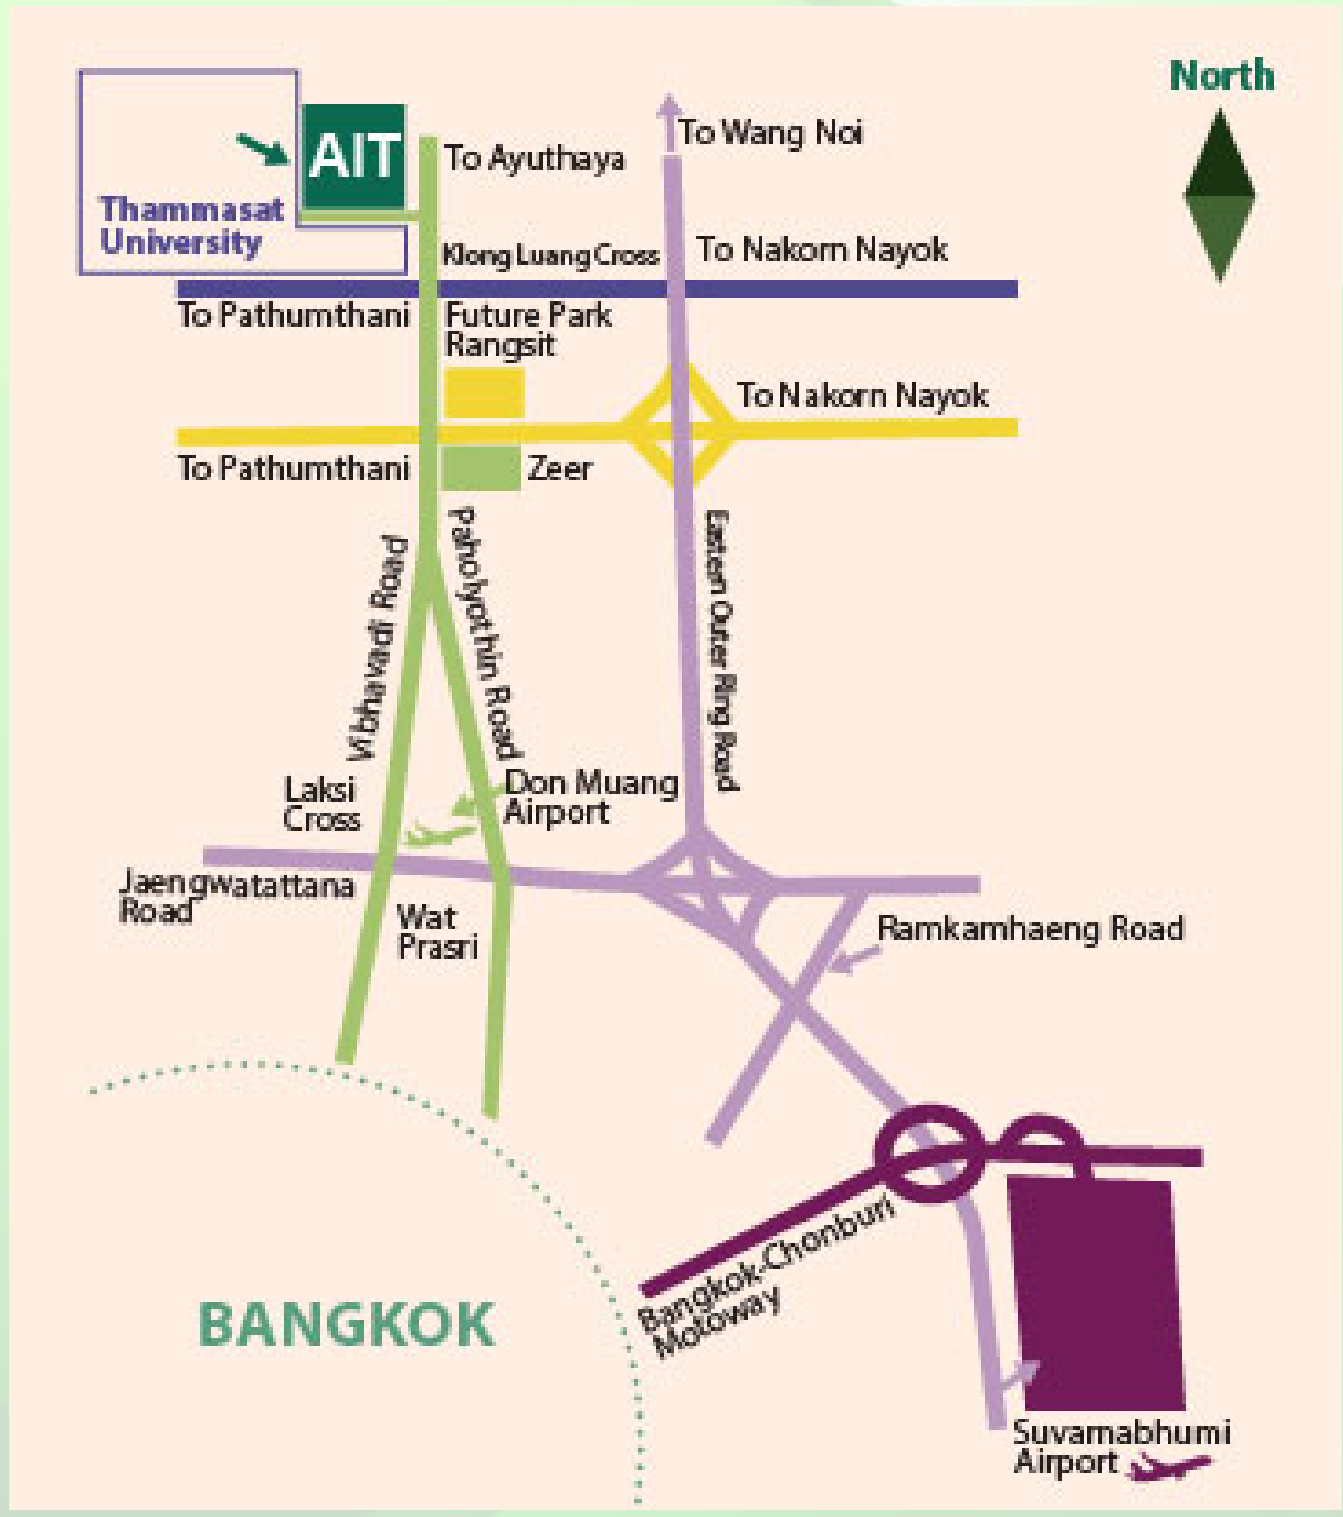 North
To Wang Noi
AIT
To Ayuthaya
Thammasat
University
Klong Luang Cross
To Nakorn Nayok
To Pathumthani
Future Park
Rangsit
To Nakorn Nayok
To Pathumthani
Zeer
Vibhavadi Road
Paholyothin Road
Eastern Outer Ring Road
Laksi
Cross
Don Muang
Airport
Jaengwatattana
Road
Wat
Prasri
Ramkamhaeng Road
Bangkok-Chonburi
Motoway
BANGKOK
Suvarnabhumi
Airport